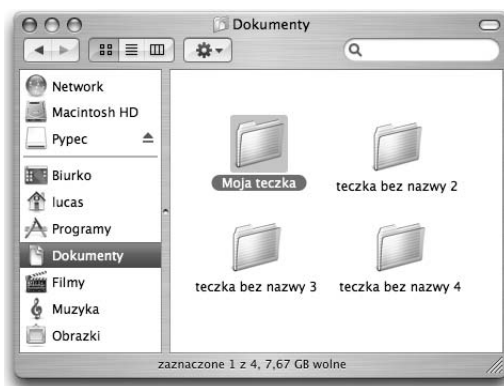 Dokumenty
Network
Macintosh HD
Pypec
Biurko
lucas
Programy
Dokumenty
Filmy
Muzyka
Obrazki
Moja teczka
teczka bez nazwy 2
teczka bez nazwy 3
teczka bez nazwy 4
zaznaczone 1 z 4, 7,67 GB wolne